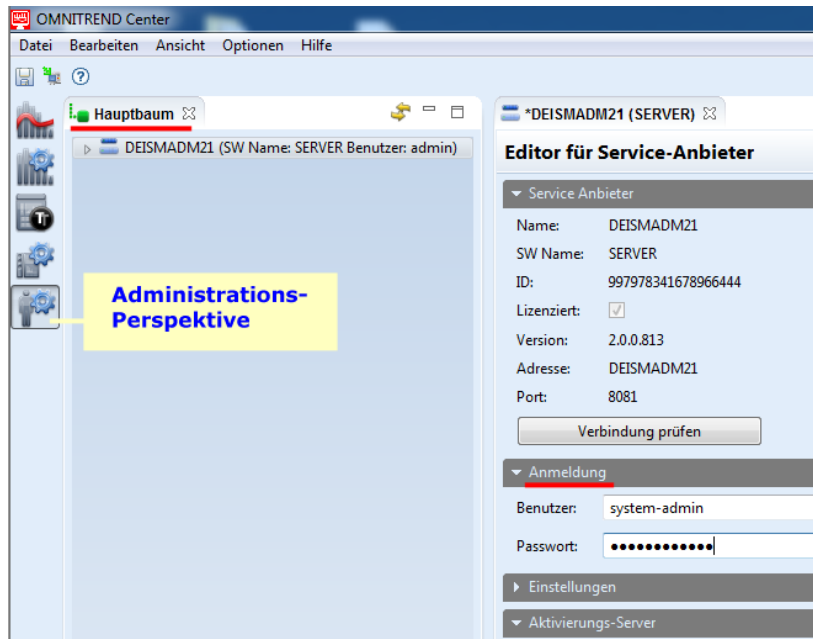 OMNITREND Center
Datei Bearbeiten Ansicht Optionen Hilfe
Hauptbaum
DEISMADM21 (SW Name: SERVER Benutzer: admin)
Administrations-
Perspektive
*DEISMADM21 (SERVER)
Editor für Service-Anbieter
Service Anbieter
Name: DEISMADM21
SW Name: SERVER
ID: 997978341678966444
Lizenziert:
Version: 2.0.0.813
Adresse: DEISMADM21
Port: 8081
Verbindung prüfen
Anmeldung
Benutzer: system-admin
Passwort: ●●●●●●●●●●●●
Einstellungen
Aktivierungs-Server